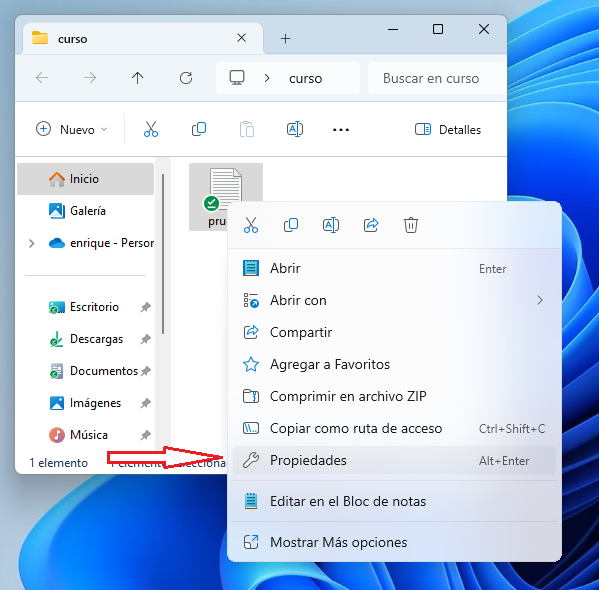 curso
curso
Buscar en curso
Nuevo
Detalles
Inicio
Galería
enrique - Person
Escritorio
Descargas
Documentos
Imágenes
Música
1 elemento
Abrir Enter
Abrir con
Compartir
Agregar a Favoritos
Comprimir en archivo ZIP
Copiar como ruta de acceso Ctrl+Shift+C
Propiedades Alt+Enter
Editar en el Bloc de notas
Mostrar Más opciones